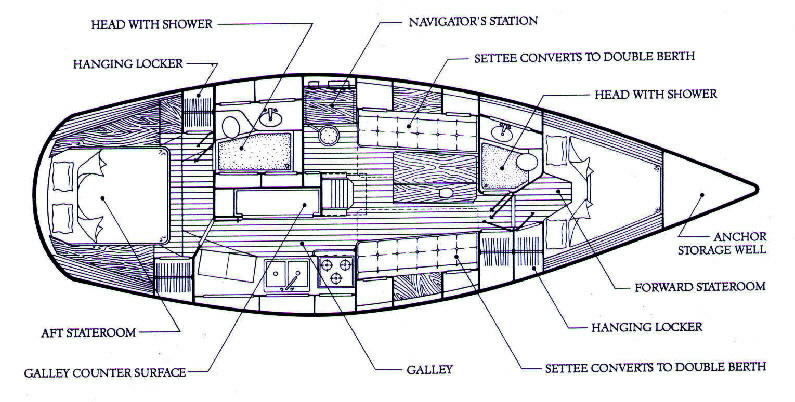 HEAD WITH SHOWER
NAVIGATOR'S STATION
HANGING LOCKER
SETTEE CONVERTS TO DOUBLE BERTH
HEAD WITH SHOWER
ANCHOR
STORAGE WELL
FORWARD STATEROOM
AFT STATEROOM
HANGING LOCKER
GALLEY COUNTER SURFACE
GALLEY
SETTEE CONVERTS TO DOUBLE BERTH